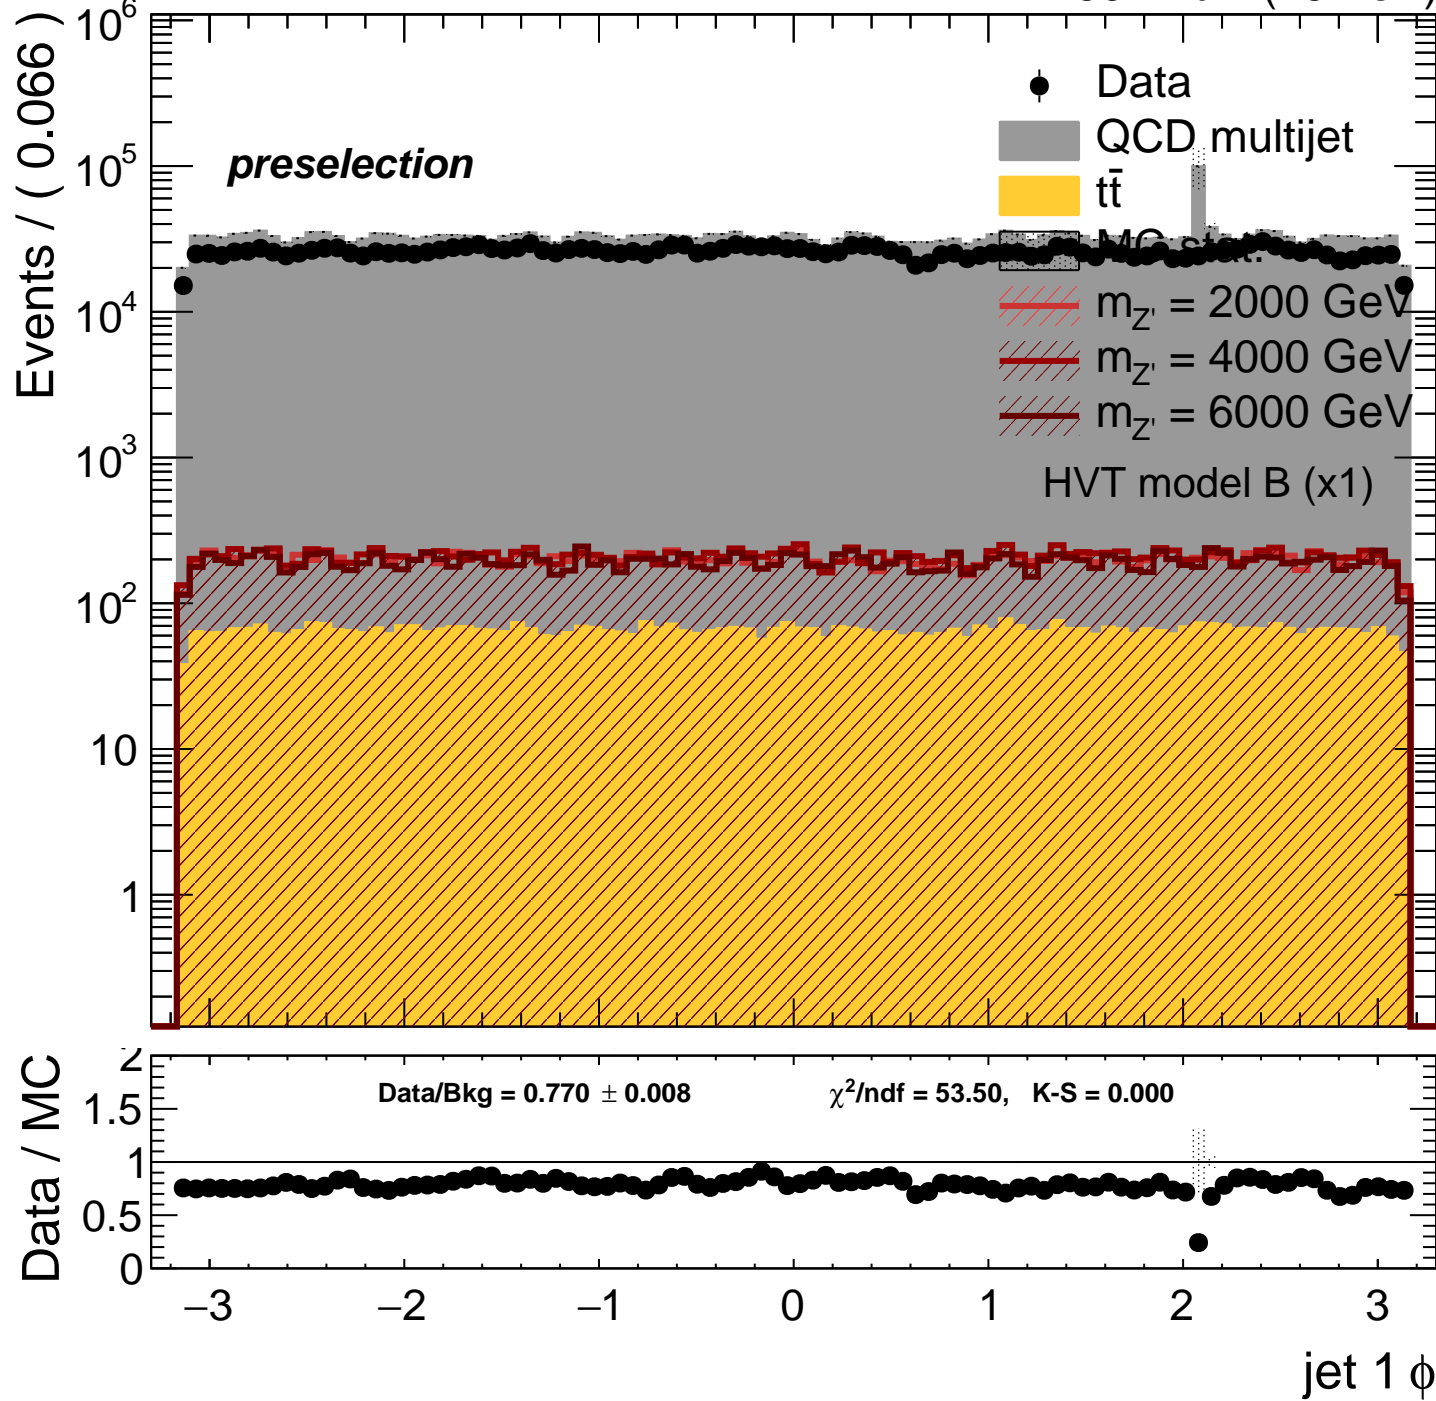 Events / ( 0.066 )
10^6
10^5
10^4
10^3
10^2
10
1
preselection
Data
QCD multijet
tt̄
MC stat.
m_Z' = 2000 GeV
m_Z' = 4000 GeV
m_Z' = 6000 GeV
HVT model B (x1)
Data / MC
2
1.5
1
0.5
0
Data/Bkg = 0.770 ± 0.008
χ²/ndf = 53.50, K-S = 0.000
−3
−2
−1
0
1
2
3
jet 1 ϕ